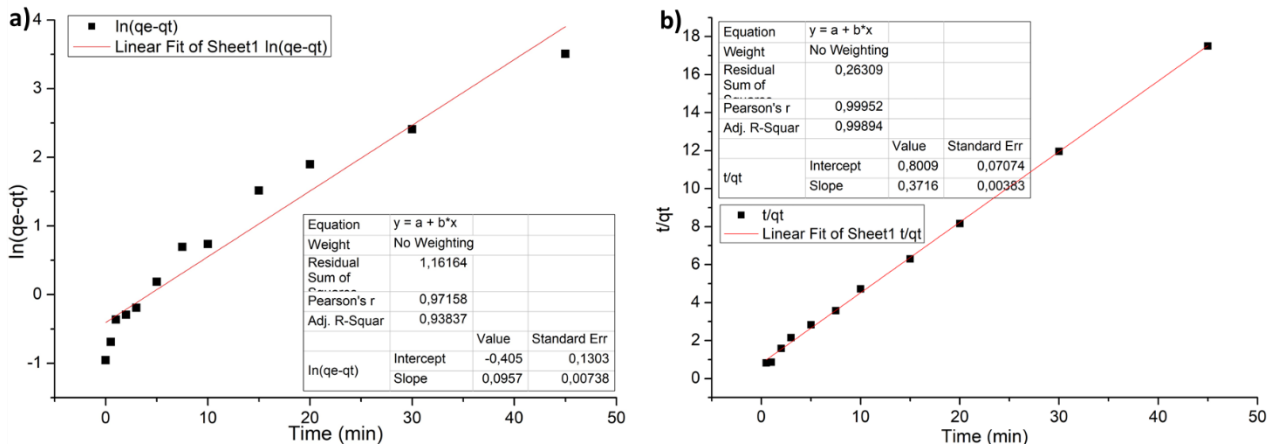 a)
ln(qe-qt)
Linear Fit of Sheet1 ln(qe-qt)
4
3
2
1
0
-1
ln(qe-qt)
Equation y = a + b*x
Weight No Weighting
Residual 1,16164
Sum of
Pearson's r 0,97158
Adj. R-Squar 0,93837
Value Standard Err
ln(qe-qt) Intercept -0,405 0,1303
Slope 0,0957 0,00738
0 10 20 30 40 50
Time (min)
b)
Equation y = a + b*x
Weight No Weighting
Residual 0,26309
Sum of
Pearson's r 0,99952
Adj. R-Squar 0,99894
Value Standard Err
t/qt Intercept 0,8009 0,07074
Slope 0,3716 0,00383
t/qt
Linear Fit of Sheet1 t/qt
18
16
14
12
10
8
6
4
2
0
t/qt
0 10 20 30 40 50
Time (min)